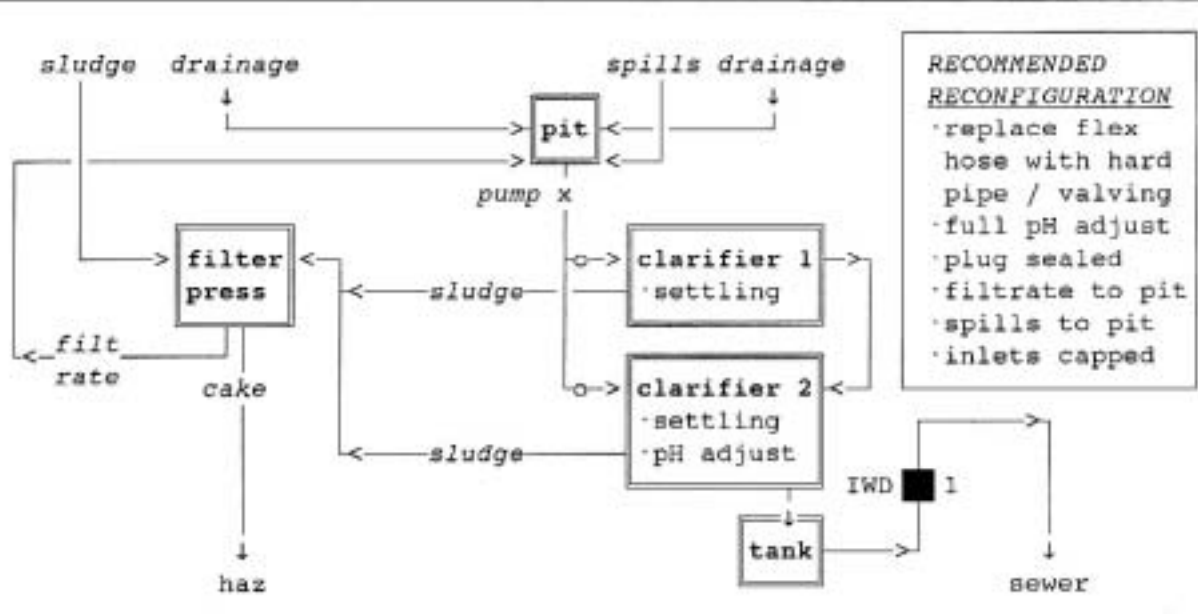 sludge drainage
spills drainage
pit
pump x
filter
press
sludge
clarifier 1
·settling
filt
rate
cake
clarifier 2
·settling
·pH adjust
sludge
IWD 1
tank
haz
sewer
RECOMMENDED
RECONFIGURATION
·replace flex
hose with hard
pipe / valving
·full pH adjust
·plug sealed
·filtrate to pit
·spills to pit
·inlets capped